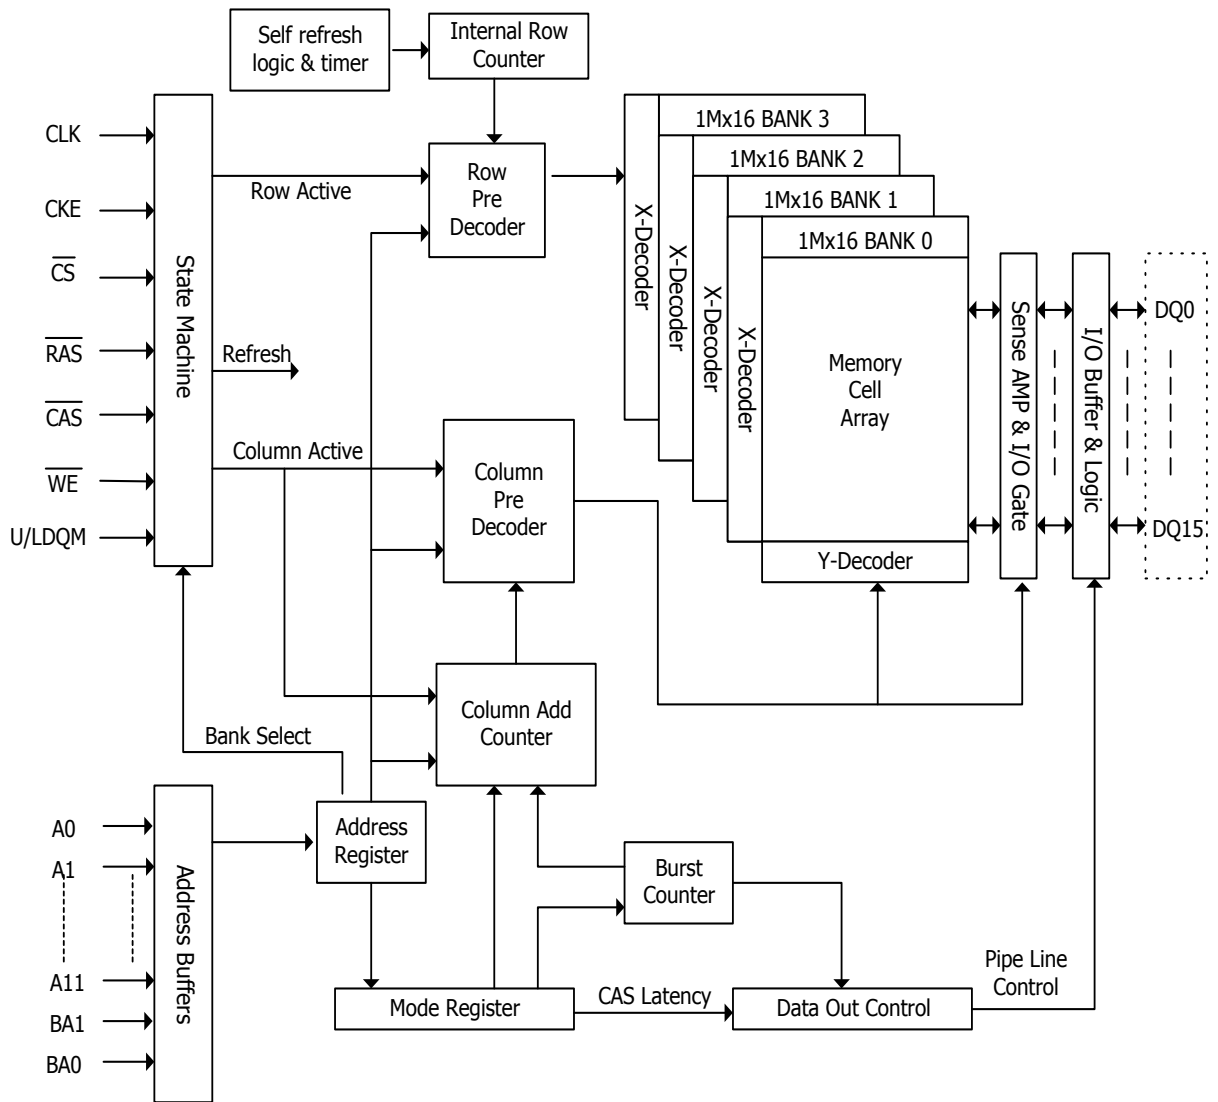 Self refresh
logic & timer
Internal Row
Counter
CLK
CKE
CS
RAS
CAS
WE
U/LDQM
State Machine
Row Active
Refresh
Column Active
Row
Pre
Decoder
Column
Pre
Decoder
1Mx16 BANK 3
1Mx16 BANK 2
1Mx16 BANK 1
1Mx16 BANK 0
X-Decoder
X-Decoder
X-Decoder
X-Decoder
Memory
Cell
Array
Y-Decoder
Sense AMP & I/O Gate
I/O Buffer & Logic
DQ0
DQ15
Bank Select
Column Add
Counter
A0
A1
A11
BA1
BA0
Address Buffers
Address
Register
Burst
Counter
Mode Register
CAS Latency
Data Out Control
Pipe Line
Control